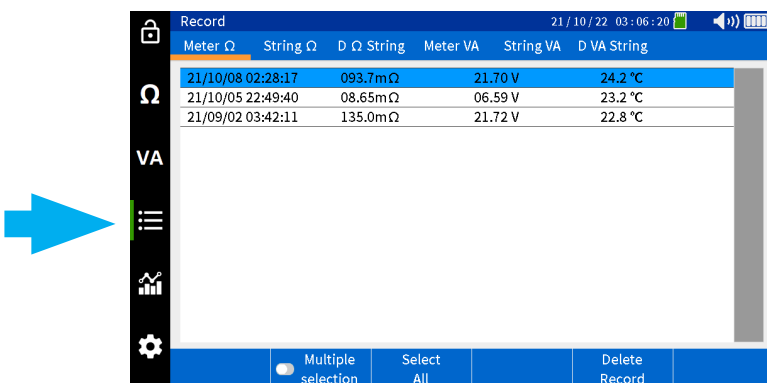 Record 21/10/22 03:06:20
Meter Ω String Ω D Ω String Meter VA String VA D VA String
21/10/08 02:28:17 093.7mΩ 21.70 V 24.2 ℃
21/10/05 22:49:40 08.65mΩ 06.59 V 23.2 ℃
21/09/02 03:42:11 135.0mΩ 21.72 V 22.8 ℃
Ω
VA
Multiple selection
Select All
Delete Record